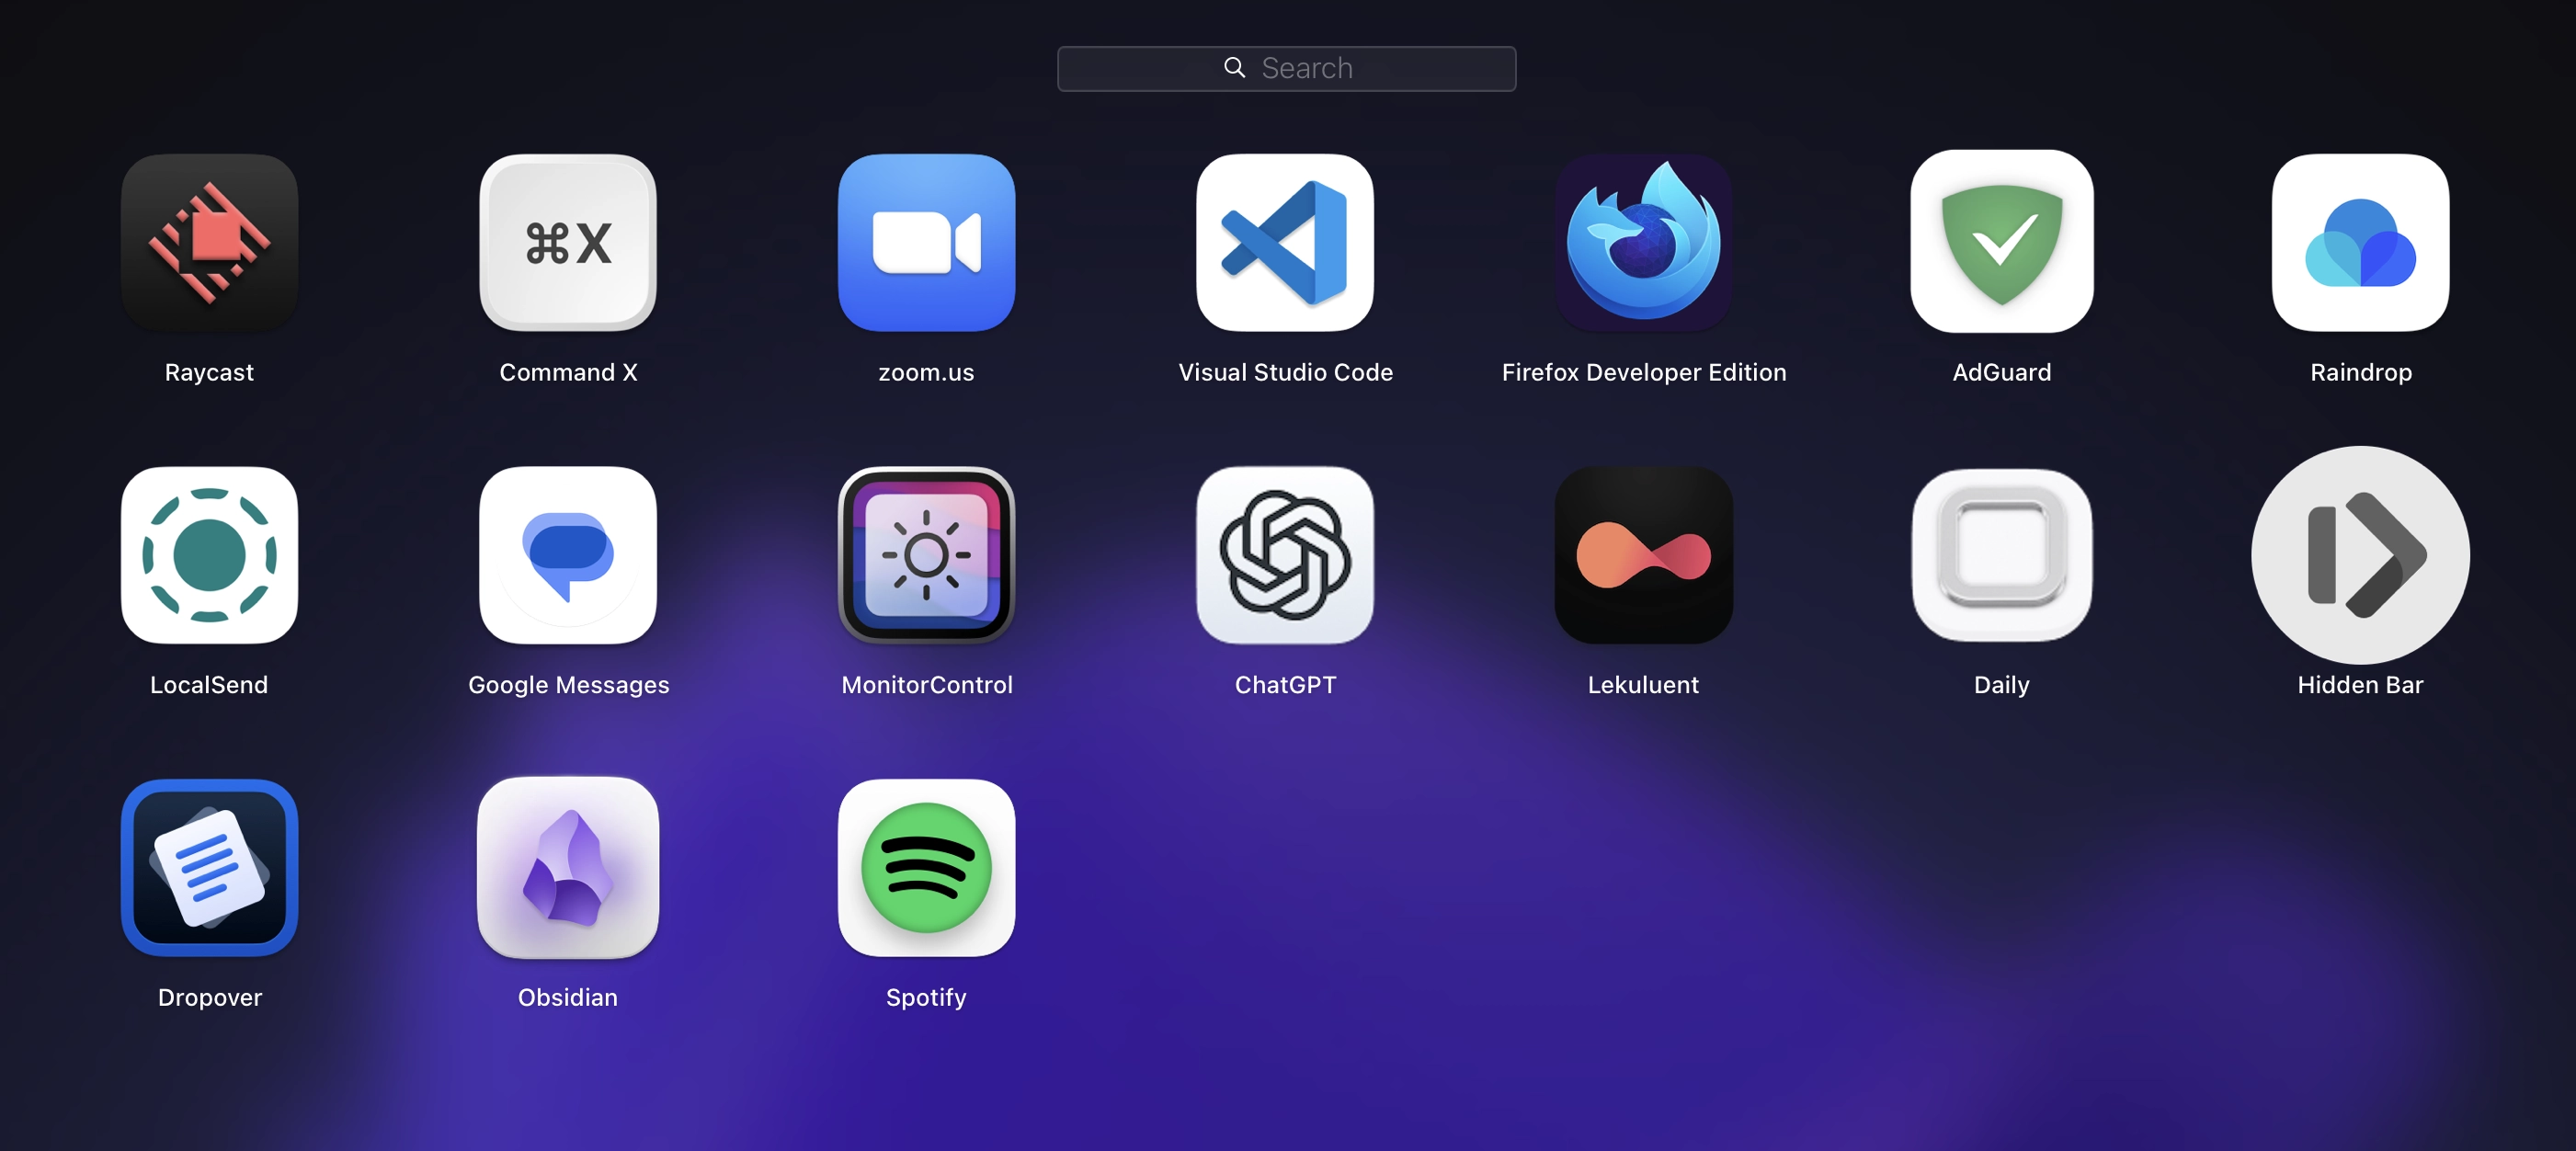 Search
Raycast
Command X
zoom.us
Visual Studio Code
Firefox Developer Edition
AdGuard
Raindrop
LocalSend
Google Messages
MonitorControl
ChatGPT
Lekuluent
Daily
Hidden Bar
Dropover
Obsidian
Spotify
⌘X